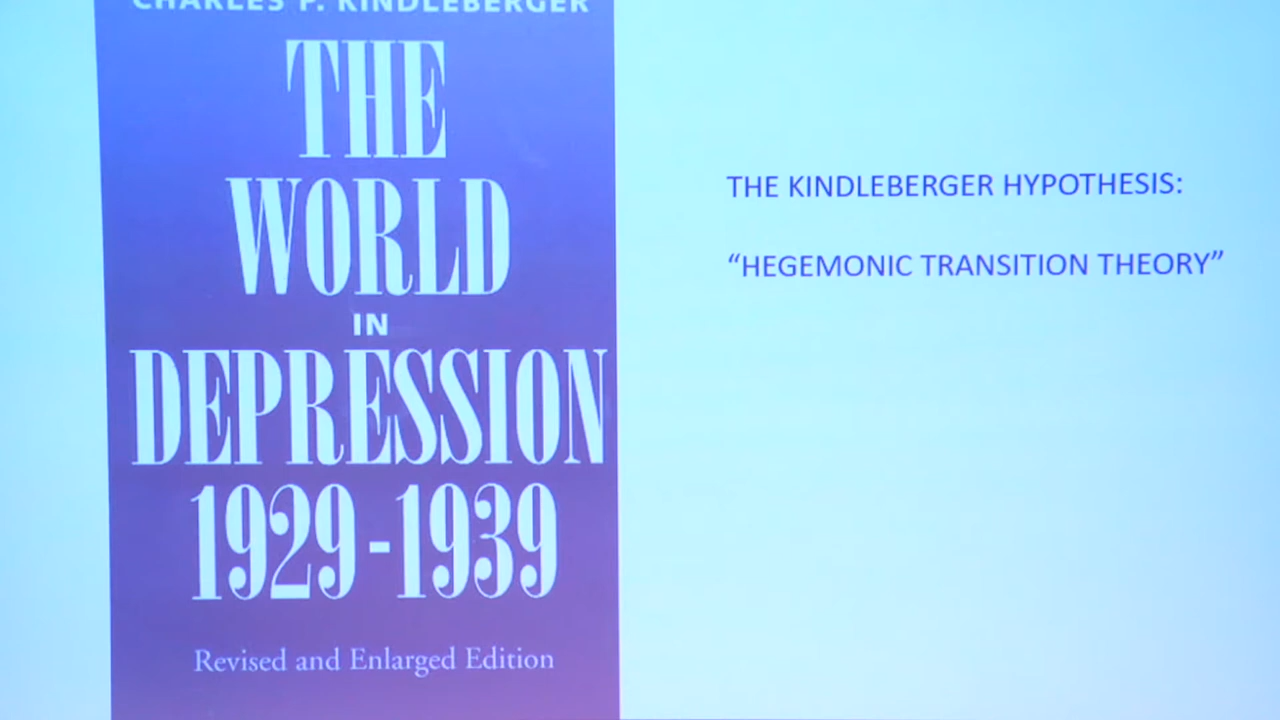 CHARLES P. KINDLEBERGER
THE
WORLD
IN
DEPRESSION
1929-1939
Revised and Enlarged Edition
THE KINDLEBERGER HYPOTHESIS:
“HEGEMONIC TRANSITION THEORY”